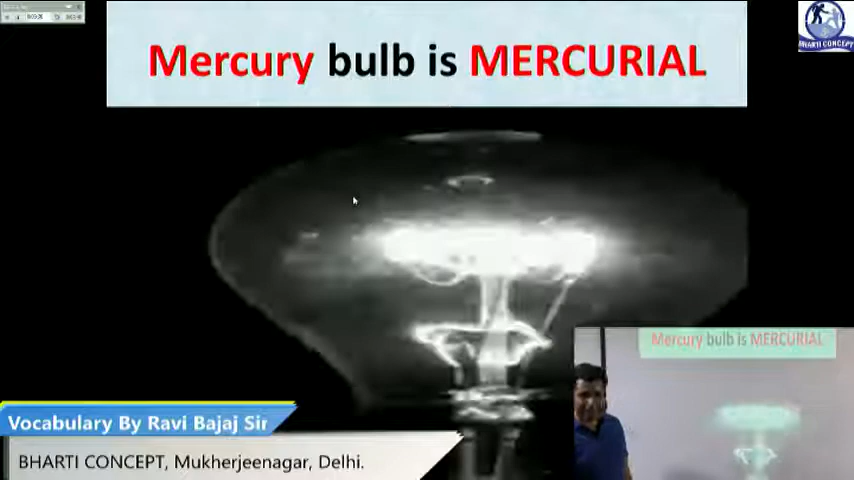 Mercury bulb is MERCURIAL
BHARTI CONCEPT
Mercury bulb is MERCURIAL
Vocabulary By Ravi Bajaj Sir
BHARTI CONCEPT, Mukherjeenagar, Delhi.